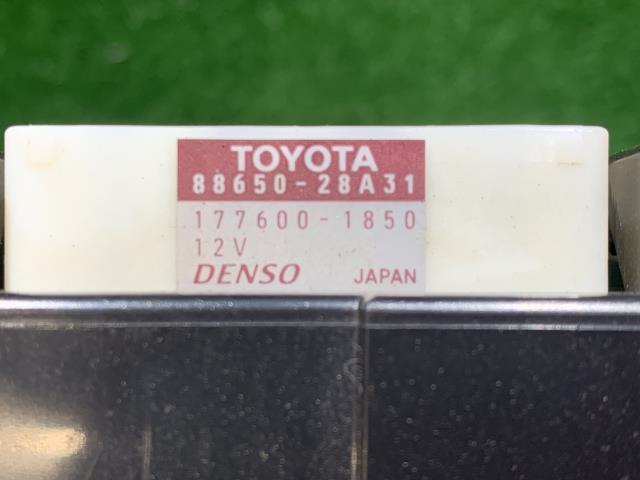 TOYOTA
88650-28A31
177600-1850
12V
DENSO JAPAN